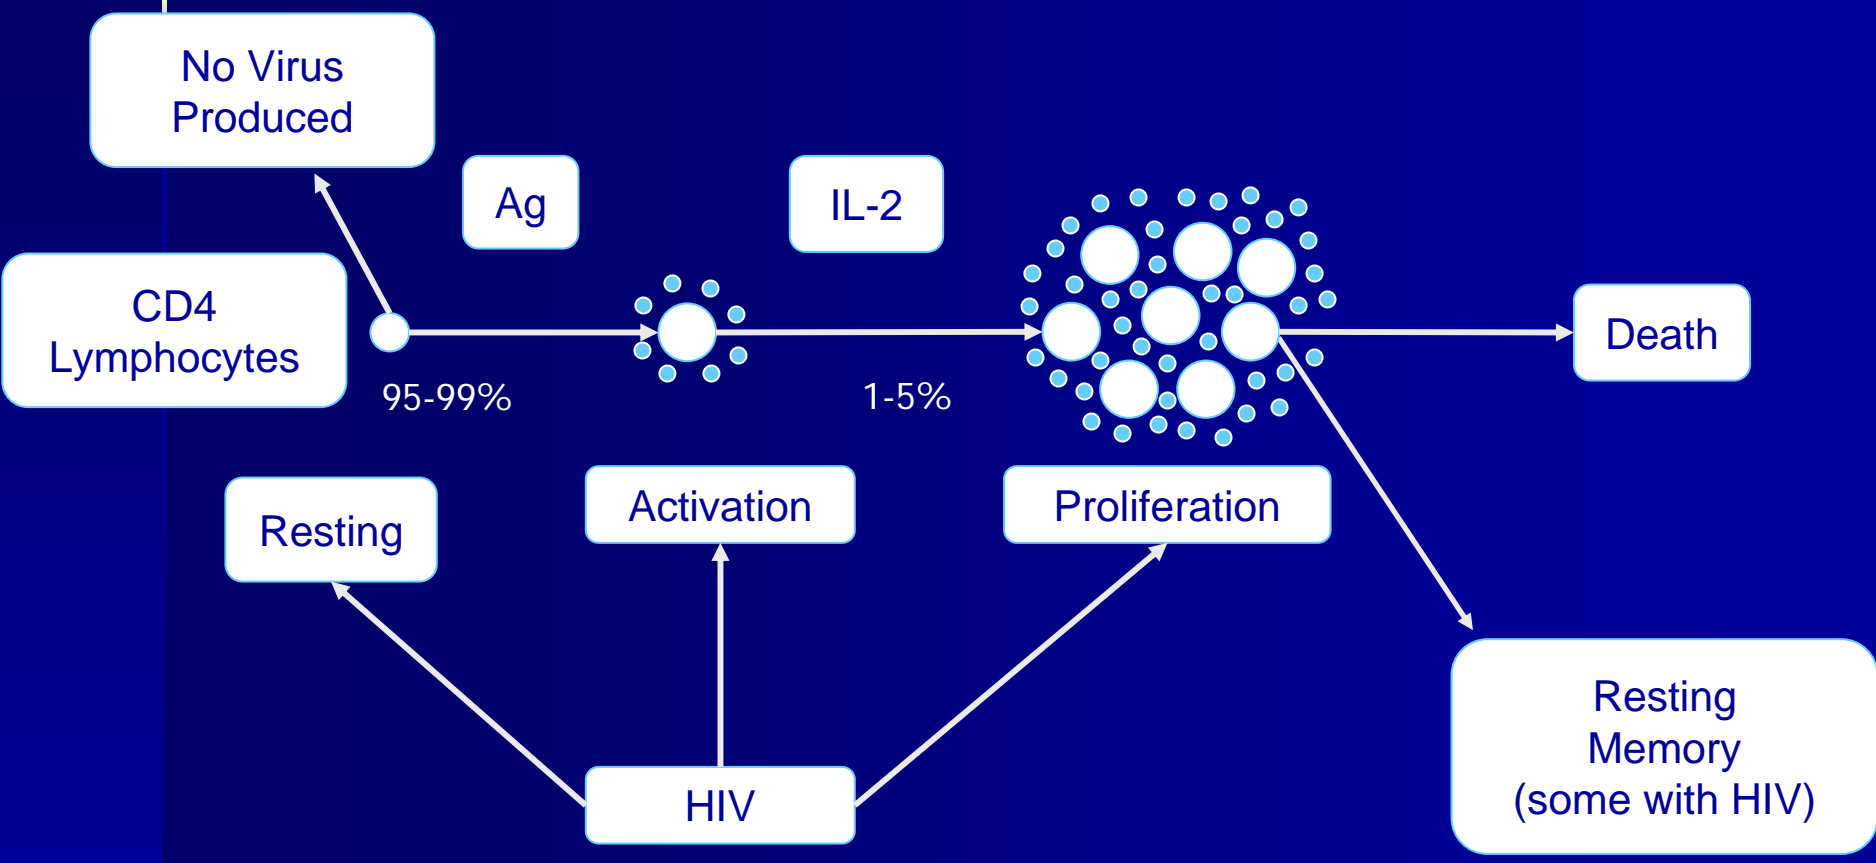 No Virus
Produced
Ag
IL-2
CD4
Lymphocytes
Death
95-99%
1-5%
Resting
Activation
Proliferation
HIV
Resting
Memory
(some with HIV)